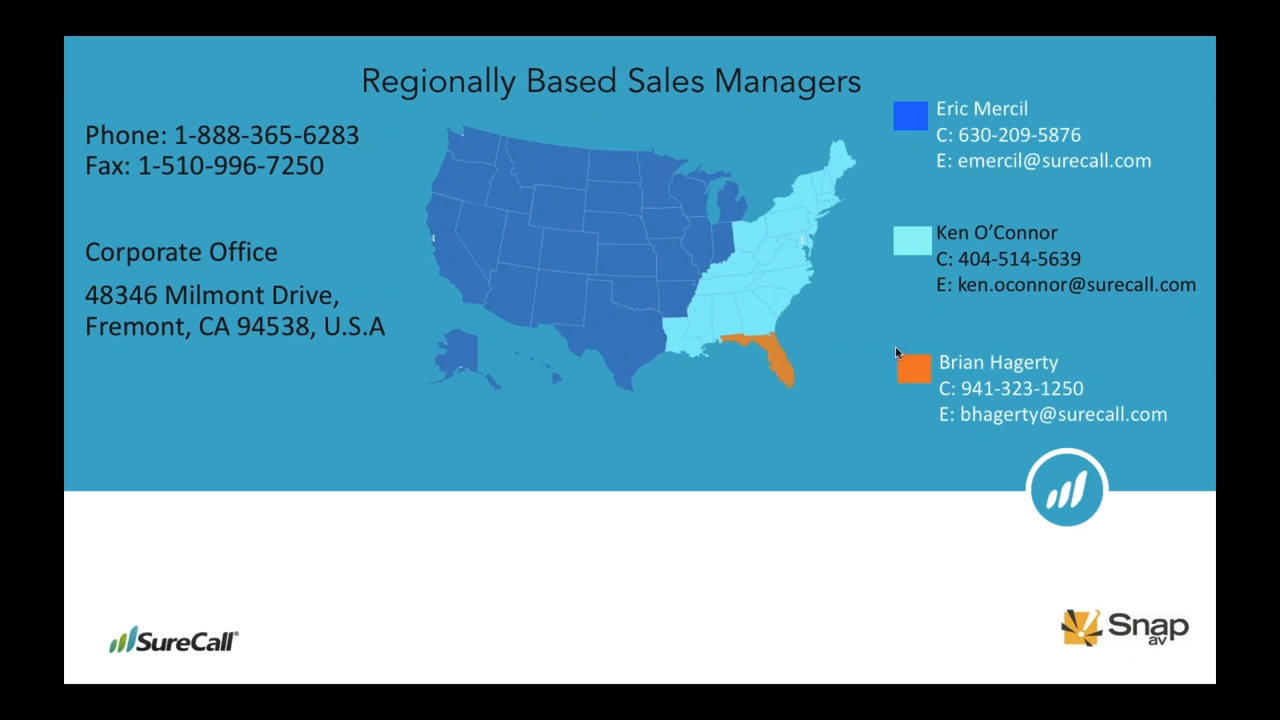 Regionally Based Sales Managers
Phone: 1-888-365-6283
Fax: 1-510-996-7250
Corporate Office
48346 Milmont Drive,
Fremont, CA 94538, U.S.A
Eric Mercil
C: 630-209-5876
E: emercil@surecall.com
Ken O’Connor
C: 404-514-5639
E: ken.oconnor@surecall.com
Brian Hagerty
C: 941-323-1250
E: bhagerty@surecall.com
SureCall®
Snap
av